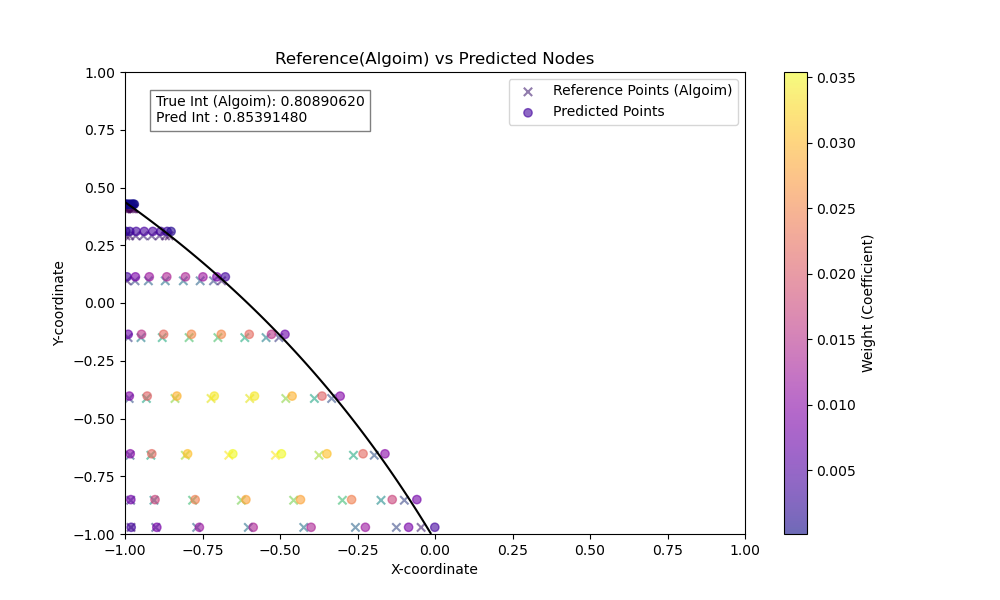 Reference(Algoim) vs Predicted Nodes
True Int (Algoim): 0.80890620
Pred Int : 0.85391480
Reference Points (Algoim)
Predicted Points
1.00
0.75
0.50
0.25
0.00
−0.25
−0.50
−0.75
−1.00
Y-coordinate
−1.00 −0.75 −0.50 −0.25 0.00 0.25 0.50 0.75 1.00
X-coordinate
0.035
0.030
0.025
0.020
0.015
0.010
0.005
Weight (Coefficient)